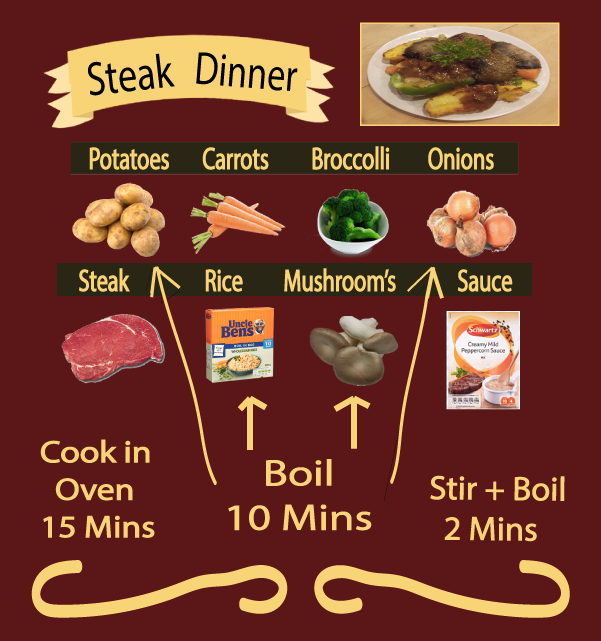 Steak Dinner
Potatoes Carrots Broccolli Onions
Steak Rice Mushroom's Sauce
Uncle
Ben's
Schwartz
Creamy Mild
Peppercorn Sauce
Cook in
Oven
15 Mins
Boil
10 Mins
Stir + Boil
2 Mins